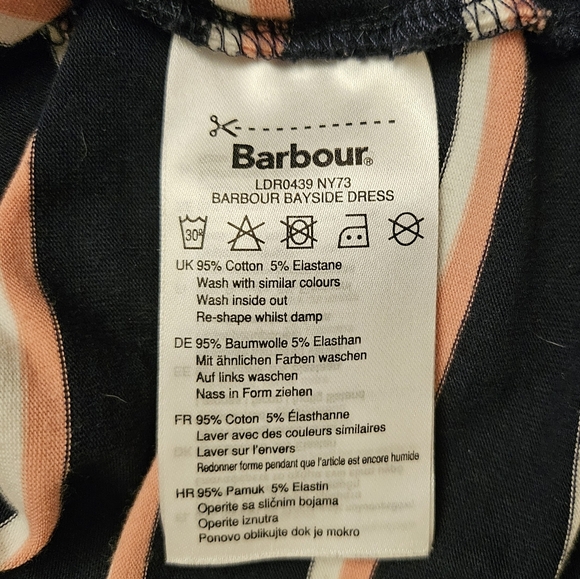 Barbour®
LDR0439 NY73
BARBOUR BAYSIDE DRESS
30°
UK 95% Cotton 5% Elastane
Wash with similar colours
Wash inside out
Re-shape whilst damp
DE 95% Baumwolle 5% Elasthan
Mit ähnlichen Farben waschen
Auf links waschen
Nass in Form ziehen
FR 95% Coton 5% Élasthanne
Laver avec des couleurs similaires
Laver sur l'envers
Redonner forme pendant que l'article est encore humide
HR 95% Pamuk 5% Elastin
Operite sa sličnim bojama
Operite iznutra
Ponovo oblikujte dok je mokro